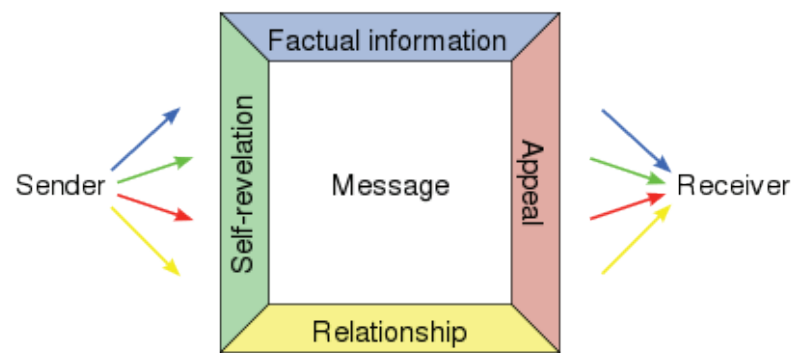 Factual information
Self-revelation
Sender
Message
Appeal
Receiver
Relationship